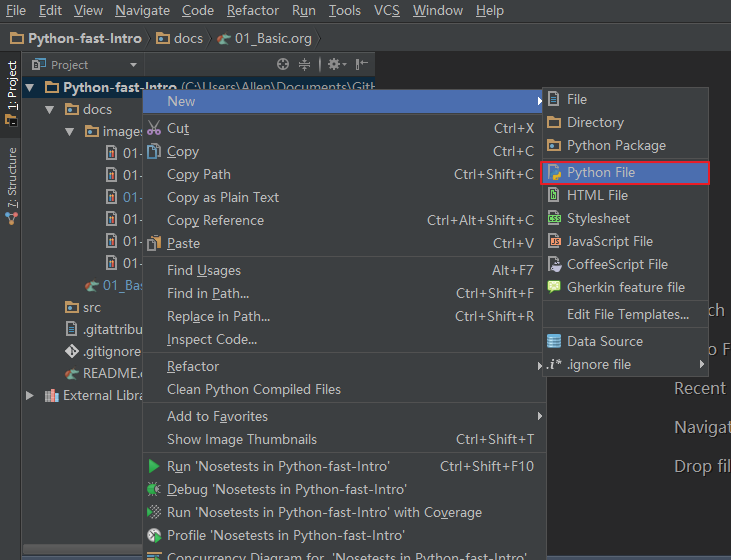 File Edit View Navigate Code Refactor Run Tools VCS Window Help
Python-fast-Intro docs 01_Basic.org
Project
1: Project
7: Structure
Python-fast-Intro (C:\Users\Allen\Documents\Gith
docs
images
01-
01-
01-
01-
01-
01-
01_Ba
src
.gitattribu
.gitignore
README.
External Libra
New
Cut Ctrl+X
Copy Ctrl+C
Copy Path Ctrl+Shift+C
Copy as Plain Text
Copy Reference Ctrl+Alt+Shift+C
Paste Ctrl+V
Find Usages Alt+F7
Find in Path... Ctrl+Shift+F
Replace in Path... Ctrl+Shift+R
Inspect Code...
Refactor
Clean Python Compiled Files
Add to Favorites
Show Image Thumbnails Ctrl+Shift+T
Run 'Nosetests in Python-fast-Intro' Ctrl+Shift+F10
Debug 'Nosetests in Python-fast-Intro'
Run 'Nosetests in Python-fast-Intro' with Coverage
Profile 'Nosetests in Python-fast-Intro'
Concurrency Diagram for 'Nosetests in Python-fast-Intro'
File
Directory
Python Package
Python File
HTML File
Stylesheet
JavaScript File
CoffeeScript File
Gherkin feature file
Edit File Templates...
Data Source
.ignore file
ch
o F
Recent
Navigat
Drop fil